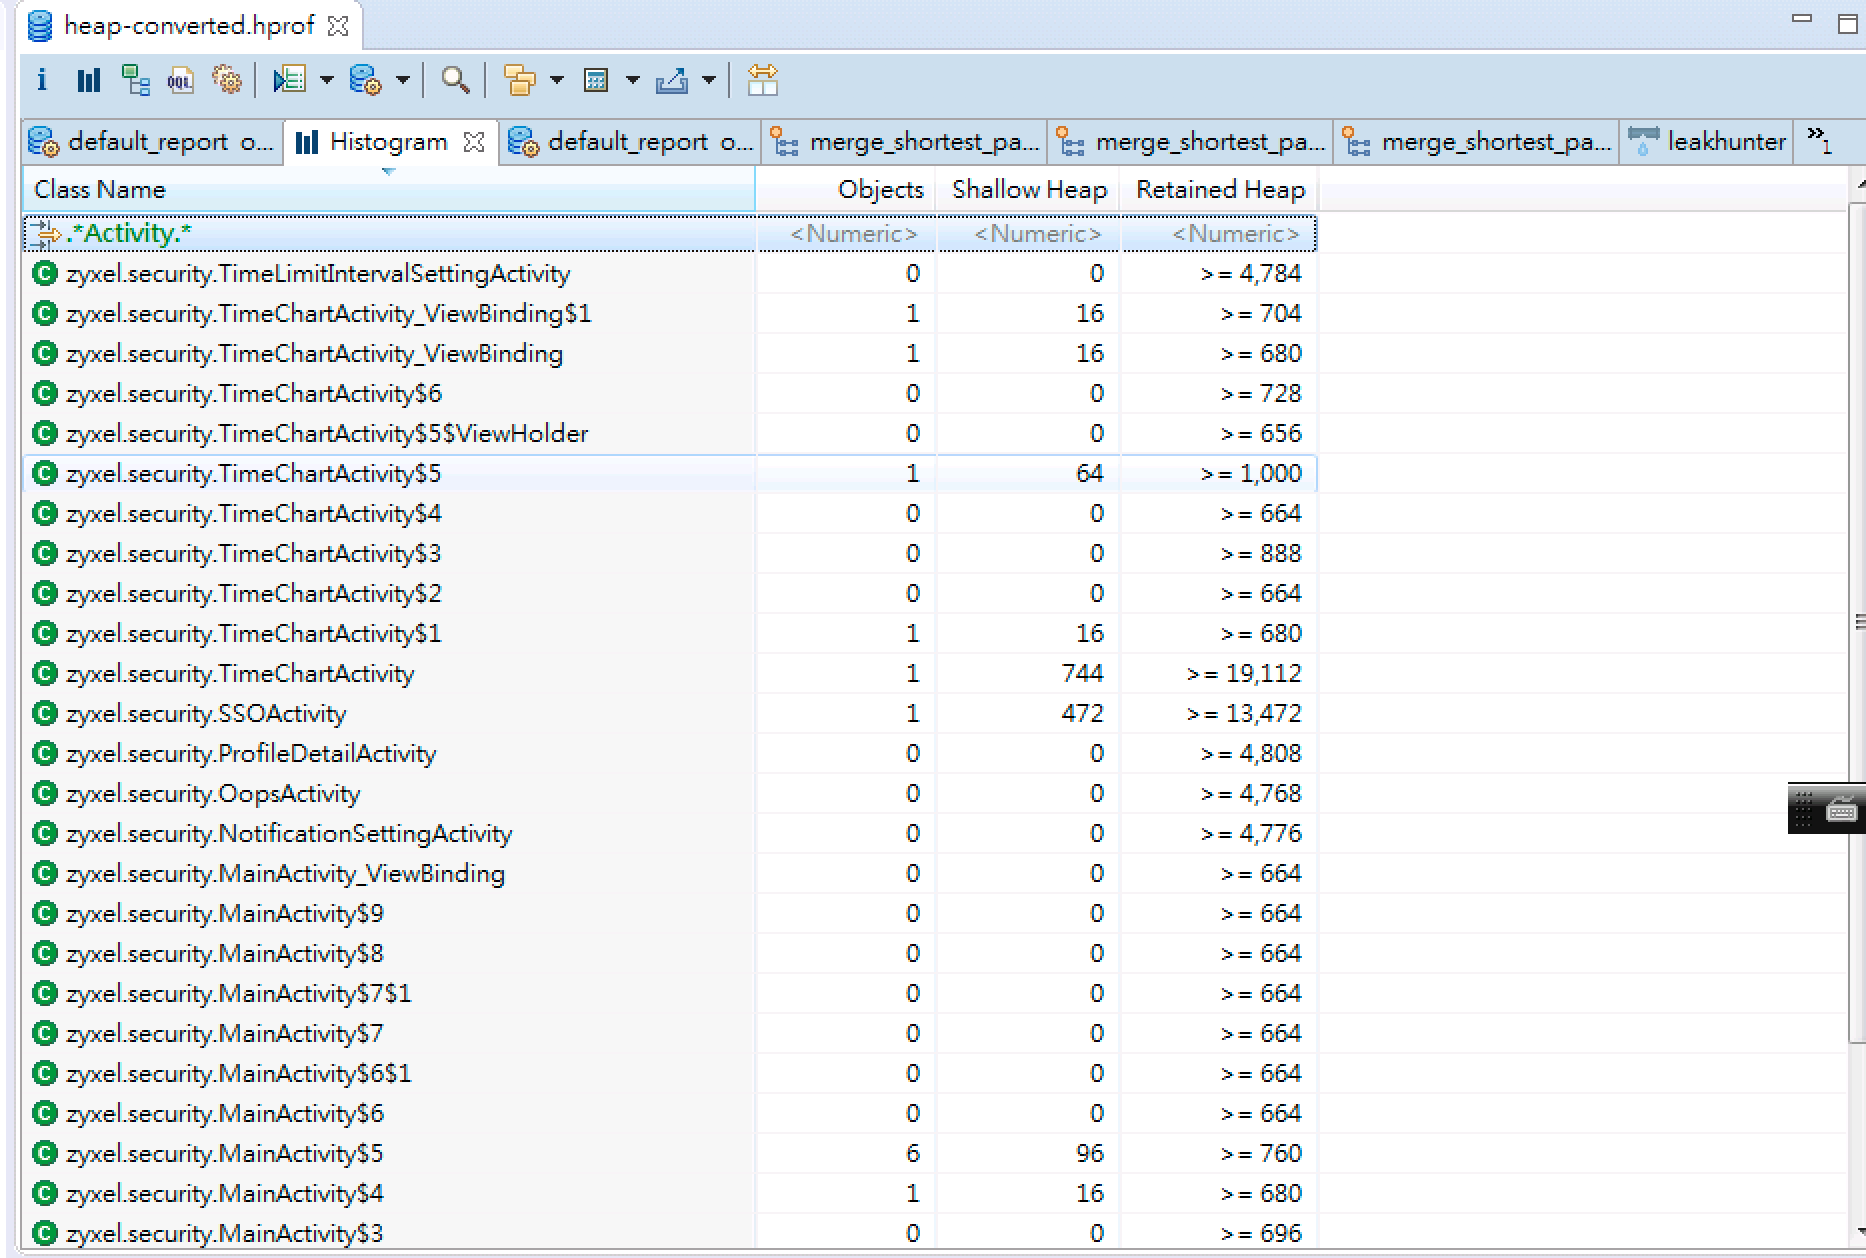 heap-converted.hprof
i OQL
default_report o... Histogram default_report o... merge_shortest_pa... merge_shortest_pa... merge_shortest_pa... leakhunter »1
Class Name Objects Shallow Heap Retained Heap
.*Activity.* <Numeric> <Numeric> <Numeric>
C zyxel.security.TimeLimitIntervalSettingActivity 0 0 >= 4,784
C zyxel.security.TimeChartActivity_ViewBinding$1 1 16 >= 704
C zyxel.security.TimeChartActivity_ViewBinding 1 16 >= 680
C zyxel.security.TimeChartActivity$6 0 0 >= 728
C zyxel.security.TimeChartActivity$5$ViewHolder 0 0 >= 656
C zyxel.security.TimeChartActivity$5 1 64 >= 1,000
C zyxel.security.TimeChartActivity$4 0 0 >= 664
C zyxel.security.TimeChartActivity$3 0 0 >= 888
C zyxel.security.TimeChartActivity$2 0 0 >= 664
C zyxel.security.TimeChartActivity$1 1 16 >= 680
C zyxel.security.TimeChartActivity 1 744 >= 19,112
C zyxel.security.SSOActivity 1 472 >= 13,472
C zyxel.security.ProfileDetailActivity 0 0 >= 4,808
C zyxel.security.OopsActivity 0 0 >= 4,768
C zyxel.security.NotificationSettingActivity 0 0 >= 4,776
C zyxel.security.MainActivity_ViewBinding 0 0 >= 664
C zyxel.security.MainActivity$9 0 0 >= 664
C zyxel.security.MainActivity$8 0 0 >= 664
C zyxel.security.MainActivity$7$1 0 0 >= 664
C zyxel.security.MainActivity$7 0 0 >= 664
C zyxel.security.MainActivity$6$1 0 0 >= 664
C zyxel.security.MainActivity$6 0 0 >= 664
C zyxel.security.MainActivity$5 6 96 >= 760
C zyxel.security.MainActivity$4 1 16 >= 680
C zyxel.security.MainActivity$3 0 0 >= 696